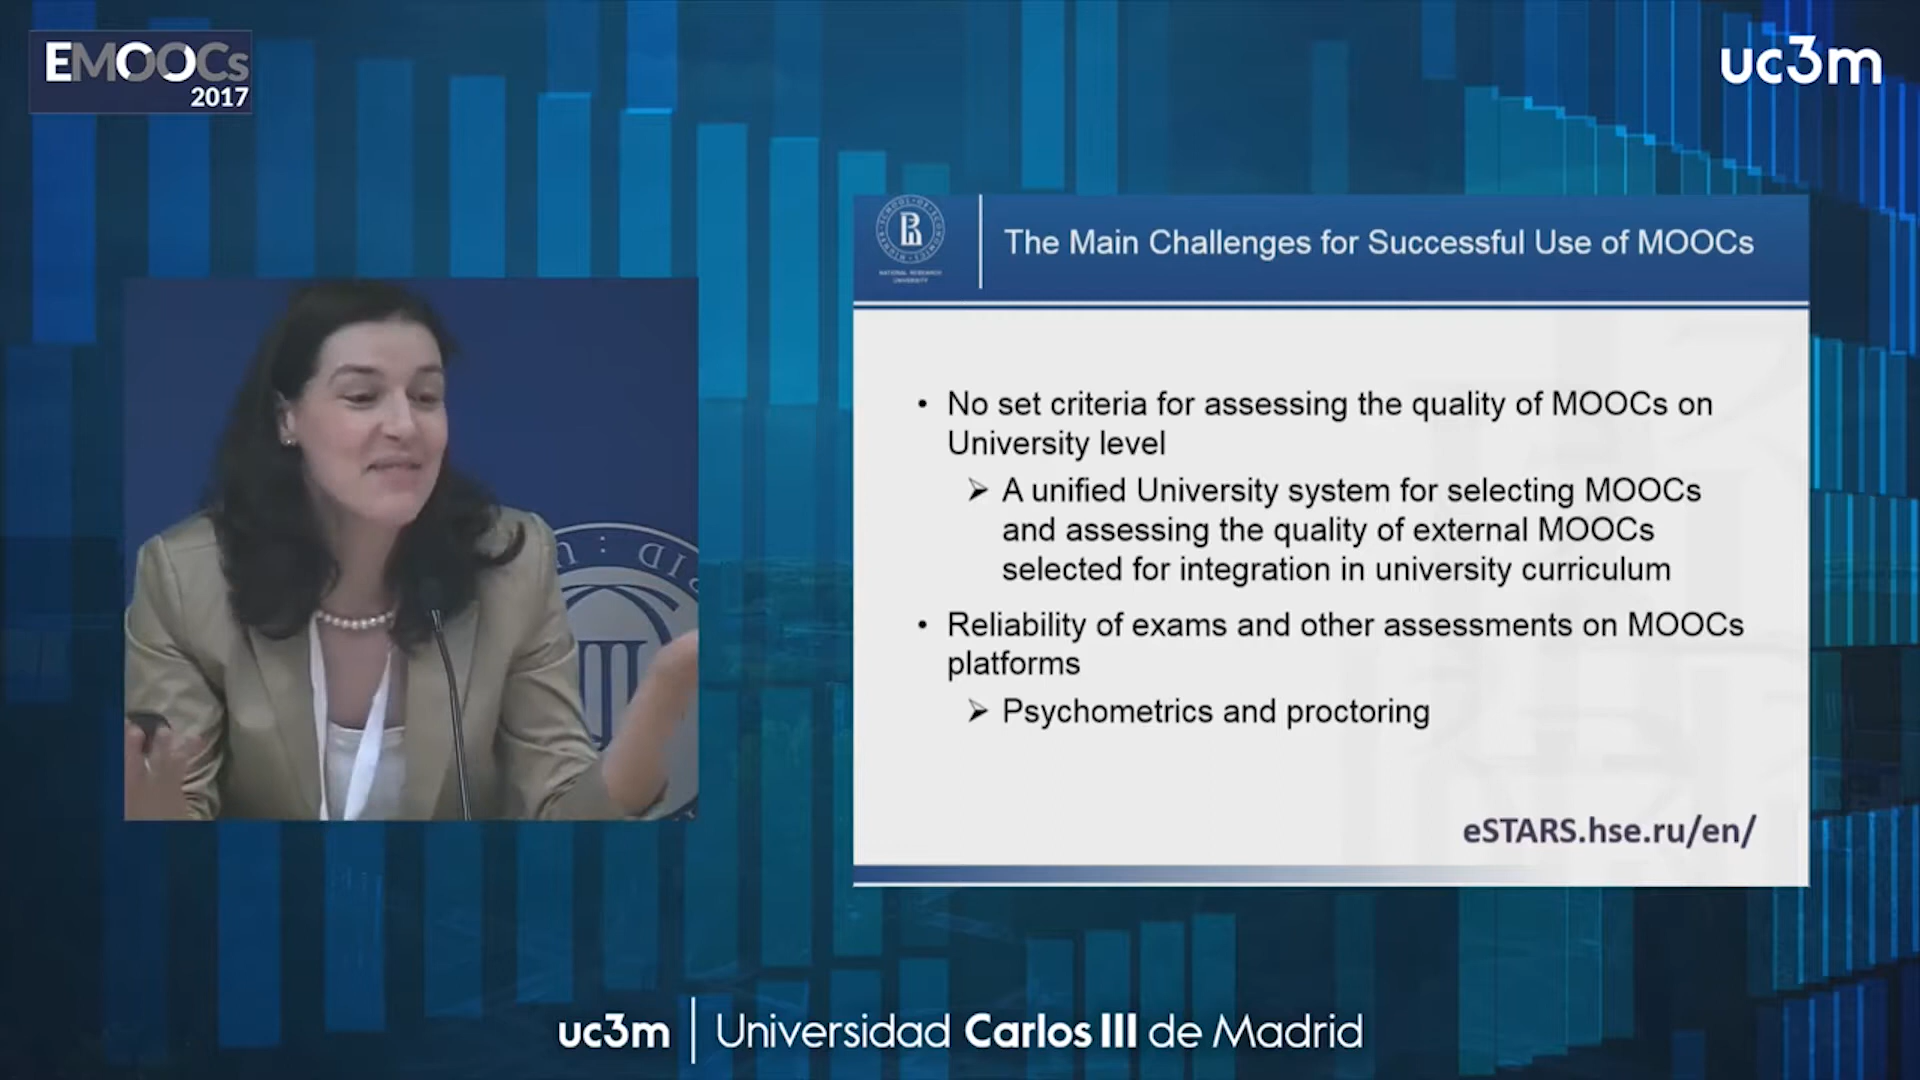 EMOOCs
2017
uc3m
The Main Challenges for Successful Use of MOOCs
NATIONAL RESEARCH
UNIVERSITY
• No set criteria for assessing the quality of MOOCs on
University level
➢ A unified University system for selecting MOOCs
and assessing the quality of external MOOCs
selected for integration in university curriculum
• Reliability of exams and other assessments on MOOCs
platforms
➢ Psychometrics and proctoring
eSTARS.hse.ru/en/
uc3m | Universidad Carlos III de Madrid